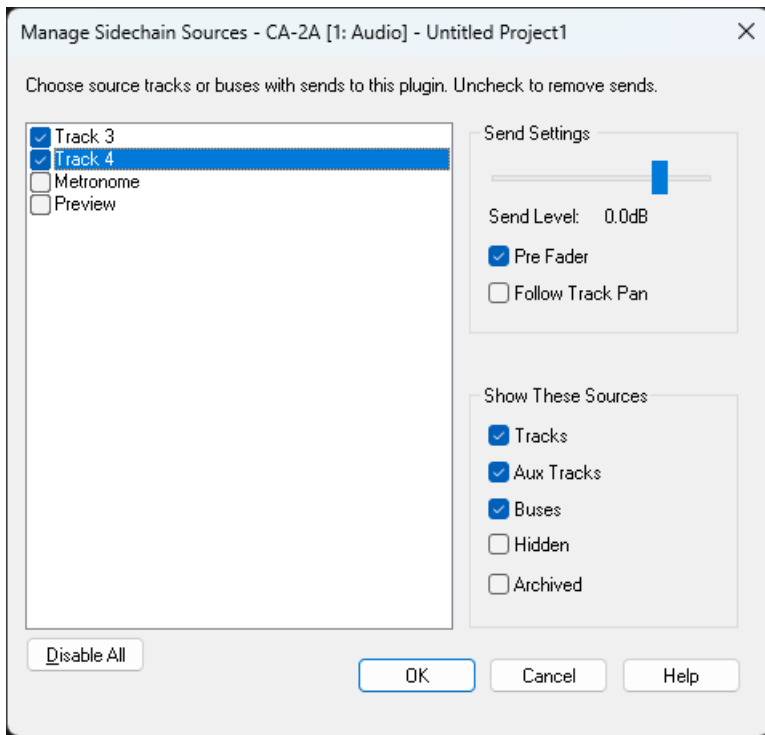 Manage Sidechain Sources - CA-2A [1: Audio] - Untitled Project1
Choose source tracks or buses with sends to this plugin. Uncheck to remove sends.
Track 3
Track 4
Metronome
Preview
Send Settings
Send Level: 0.0dB
Pre Fader
Follow Track Pan
Show These Sources
Tracks
Aux Tracks
Buses
Hidden
Archived
Disable All
OK
Cancel
Help